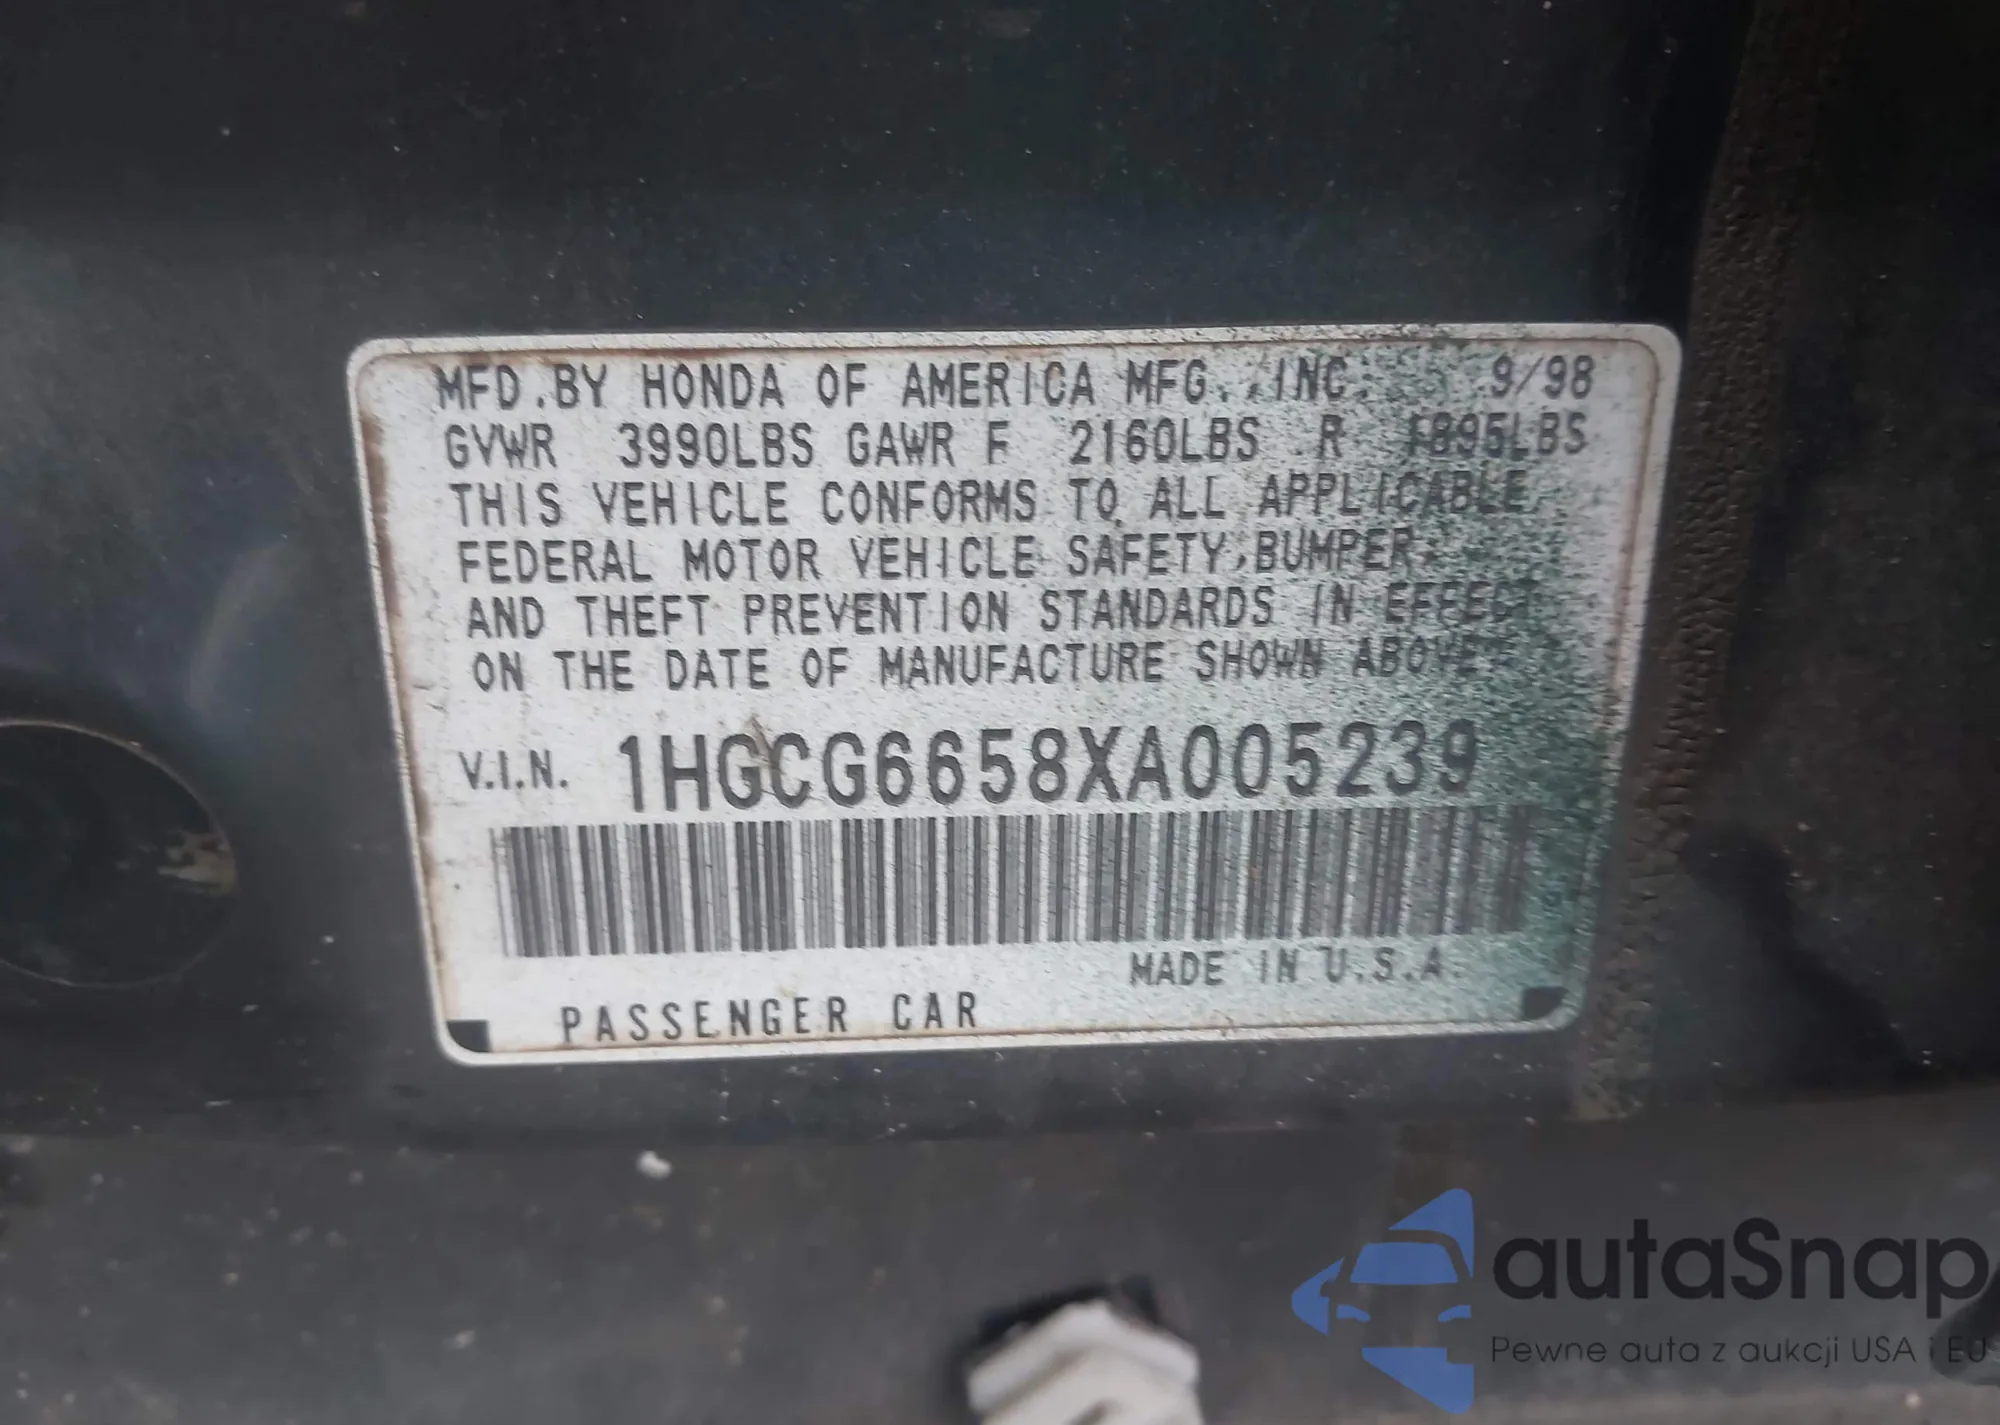 MFD.BY HONDA OF AMERICA MFG.,INC. 9/98
GVWR 3990LBS GAWR F 2160LBS R 1895LBS
THIS VEHICLE CONFORMS TO ALL APPLICABLE
FEDERAL MOTOR VEHICLE SAFETY,BUMPER,
AND THEFT PREVENTION STANDARDS IN EFFECT
ON THE DATE OF MANUFACTURE SHOWN ABOVE.
V.I.N. 1HGCG6658XA005239
MADE IN U.S.A.
PASSENGER CAR
autaSnap
Pewne auta z aukcji USA i EU